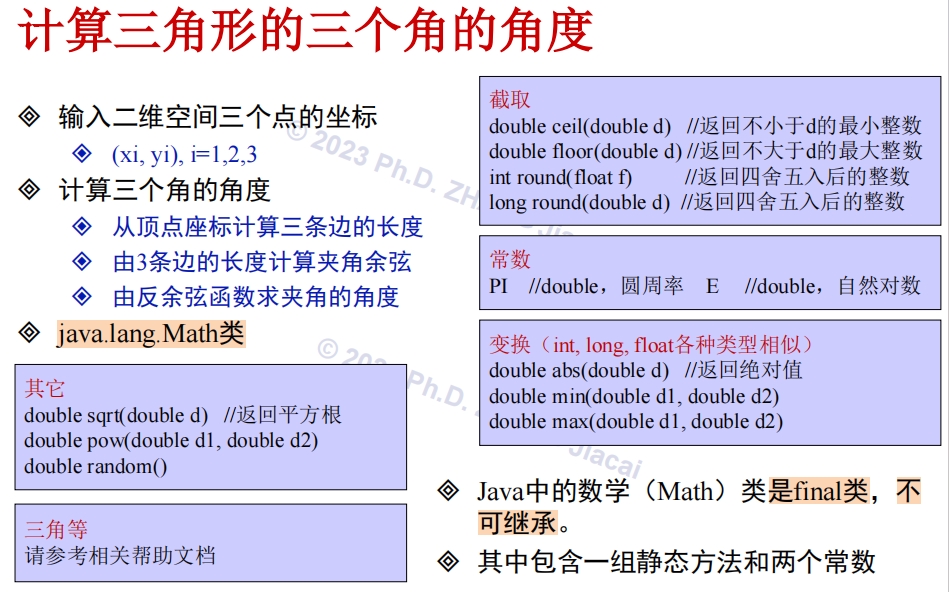 计算三角形的三个角的角度
输入二维空间三个点的坐标
(xi, yi), i=1,2,3
计算三个角的角度
从顶点座标计算三条边的长度
由3条边的长度计算夹角余弦
由反余弦函数求夹角的角度
java.lang.Math类
其它
double sqrt(double d) //返回平方根
double pow(double d1, double d2)
double random()
三角等
请参考相关帮助文档
截取
double ceil(double d) //返回不小于d的最小整数
double floor(double d) //返回不大于d的最大整数
int round(float f) //返回四舍五入后的整数
long round(double d) //返回四舍五入后的整数
常数
PI //double，圆周率 E //double，自然对数
变换（int, long, float各种类型相似）
double abs(double d) //返回绝对值
double min(double d1, double d2)
double max(double d1, double d2)
Java中的数学（Math）类是final类，不
可继承。
其中包含一组静态方法和两个常数
© 2023 Ph.D.
Ph.D.
Jiacai